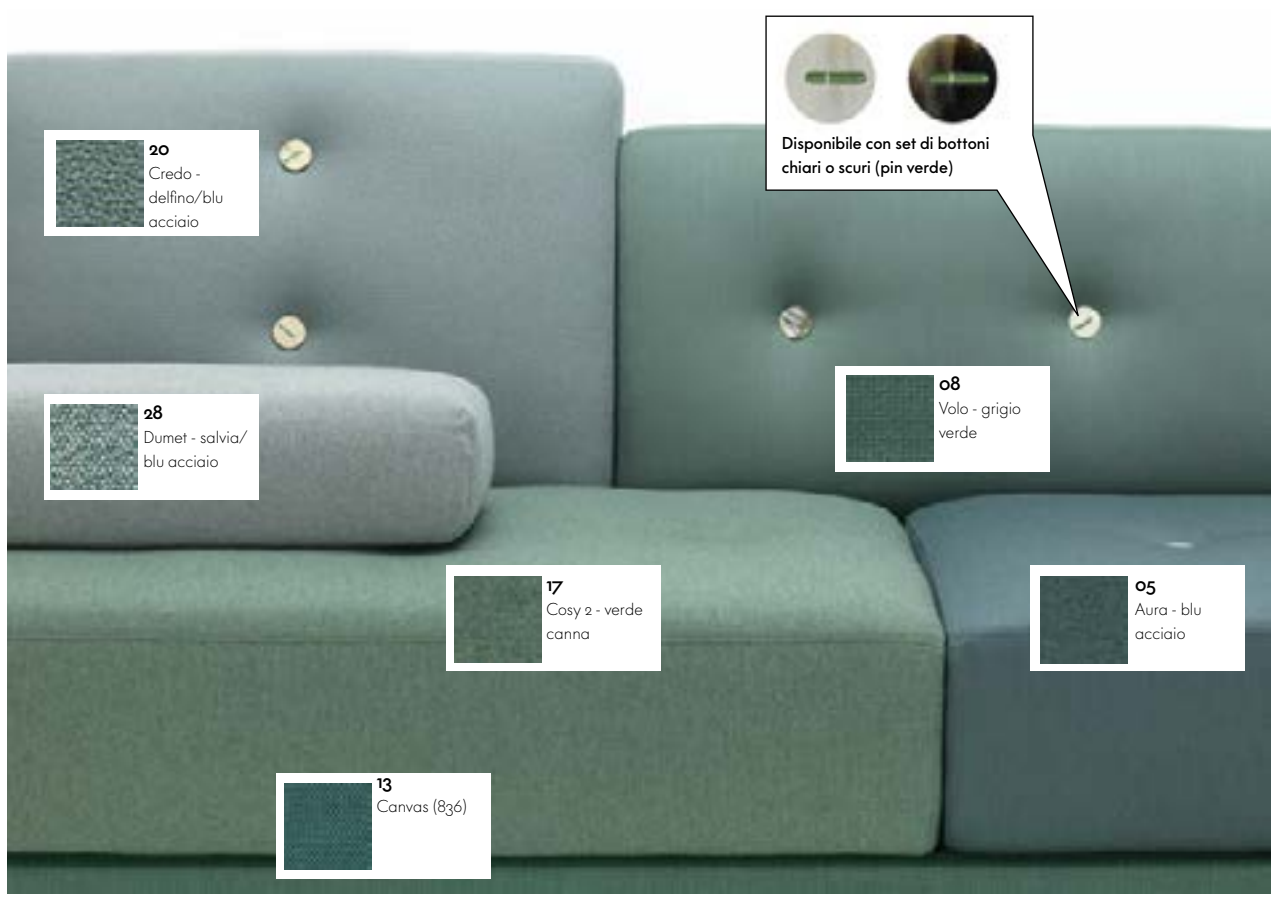 Disponibile con set di bottoni
chiari o scuri (pin verde)
20
Credo -
delfino/blu
acciaio
08
Volo - grigio
verde
28
Dumet - salvia/
blu acciaio
17
Cosy 2 - verde
canna
05
Aura - blu
acciaio
13
Canvas (836)